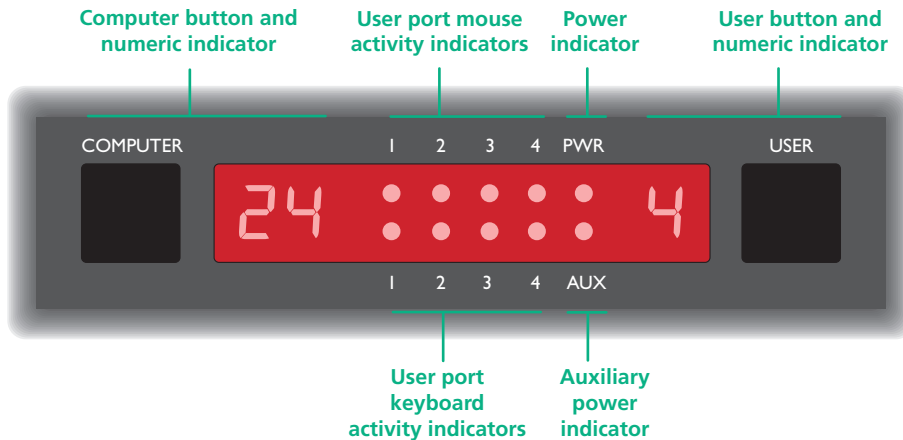 Computer button and
numeric indicator
User port mouse
activity indicators
Power
indicator
User button and
numeric indicator
COMPUTER
1 2 3 4 PWR
USER
24
4
1 2 3 4 AUX
User port
keyboard
activity indicators
Auxiliary
power
indicator